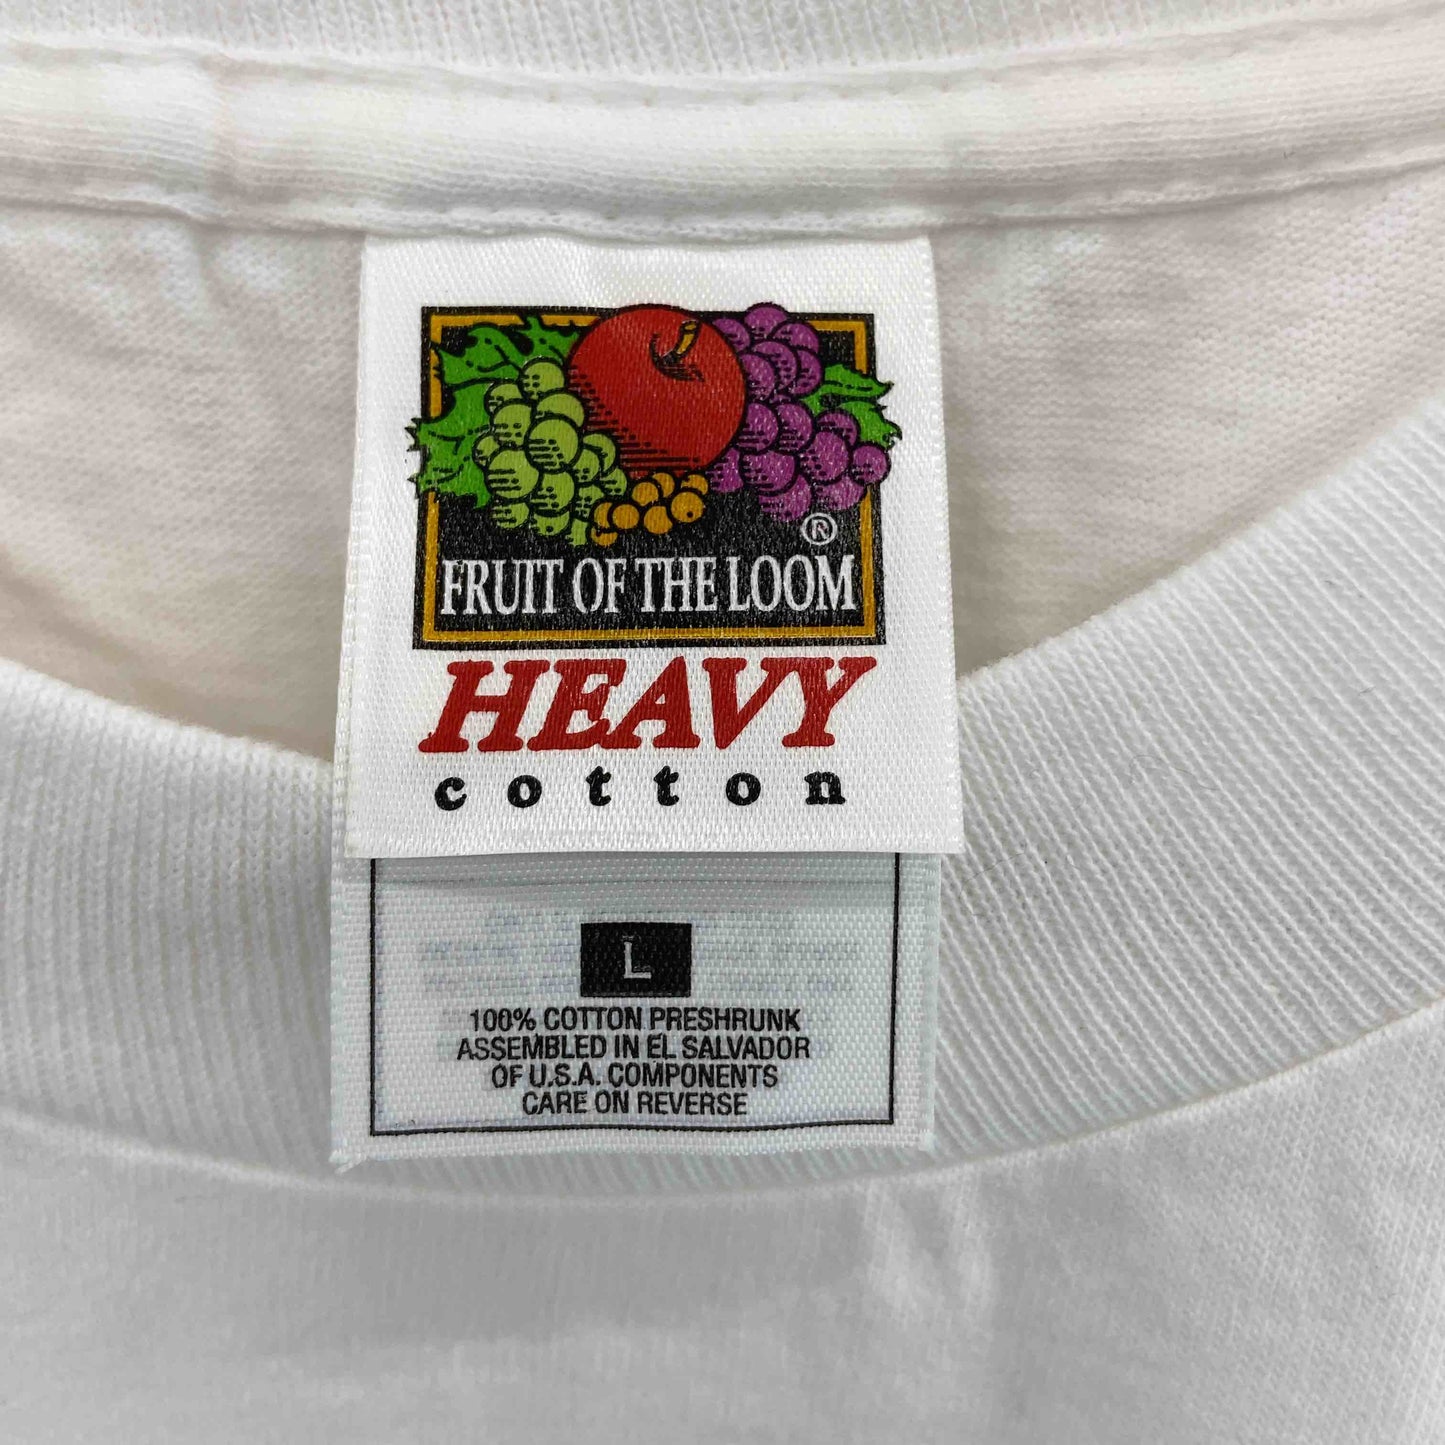 ®
FRUIT OF THE LOOM
HEAVY
cotton
L
100% COTTON PRESHRUNK
ASSEMBLED IN EL SALVADOR
OF U.S.A. COMPONENTS
CARE ON REVERSE